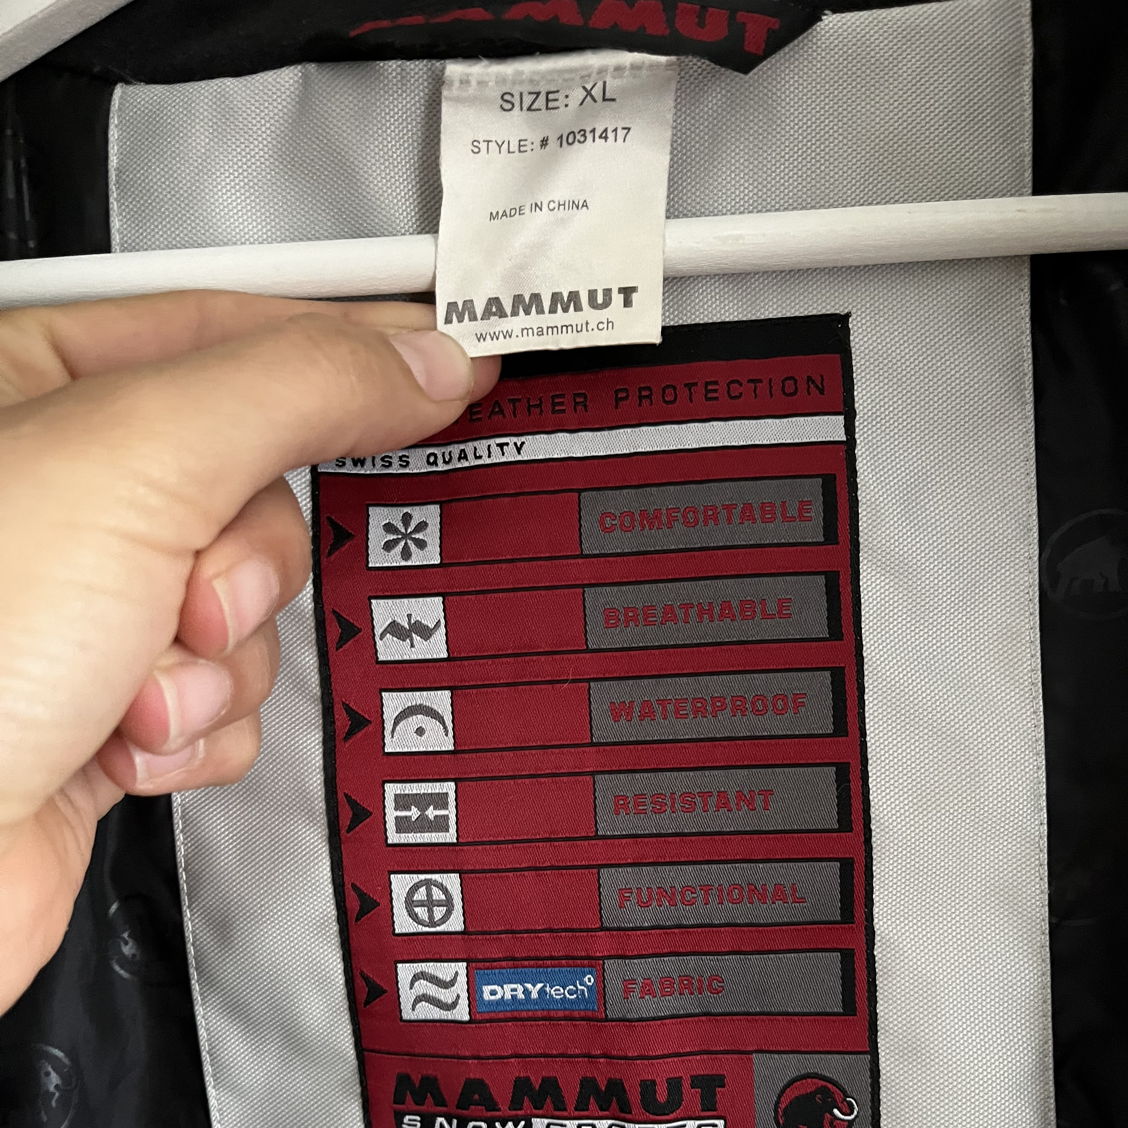 MAMMUT
SIZE: XL
STYLE: # 1031417
MADE IN CHINA
MAMMUT
www.mammut.ch
EATHER PROTECTION
SWISS QUALITY
COMFORTABLE
BREATHABLE
WATERPROOF
RESISTANT
FUNCTIONAL
DRYtech
FABRIC
MAMMUT
SNOW